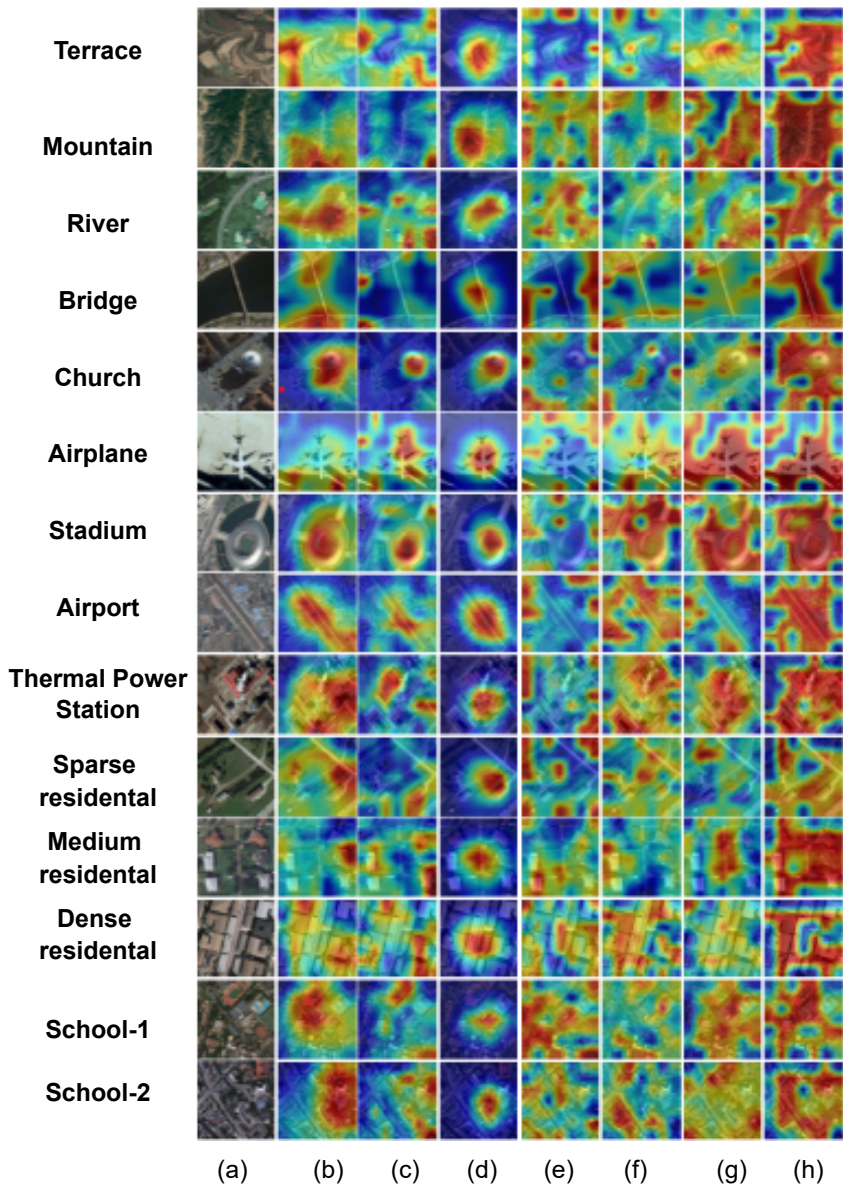 Terrace
Mountain
River
Bridge
Church
Airplane
Stadium
Airport
Thermal Power
Station
Sparse
residental
Medium
residental
Dense
residental
School-1
School-2
(a) (b) (c) (d) (e) (f) (g) (h)